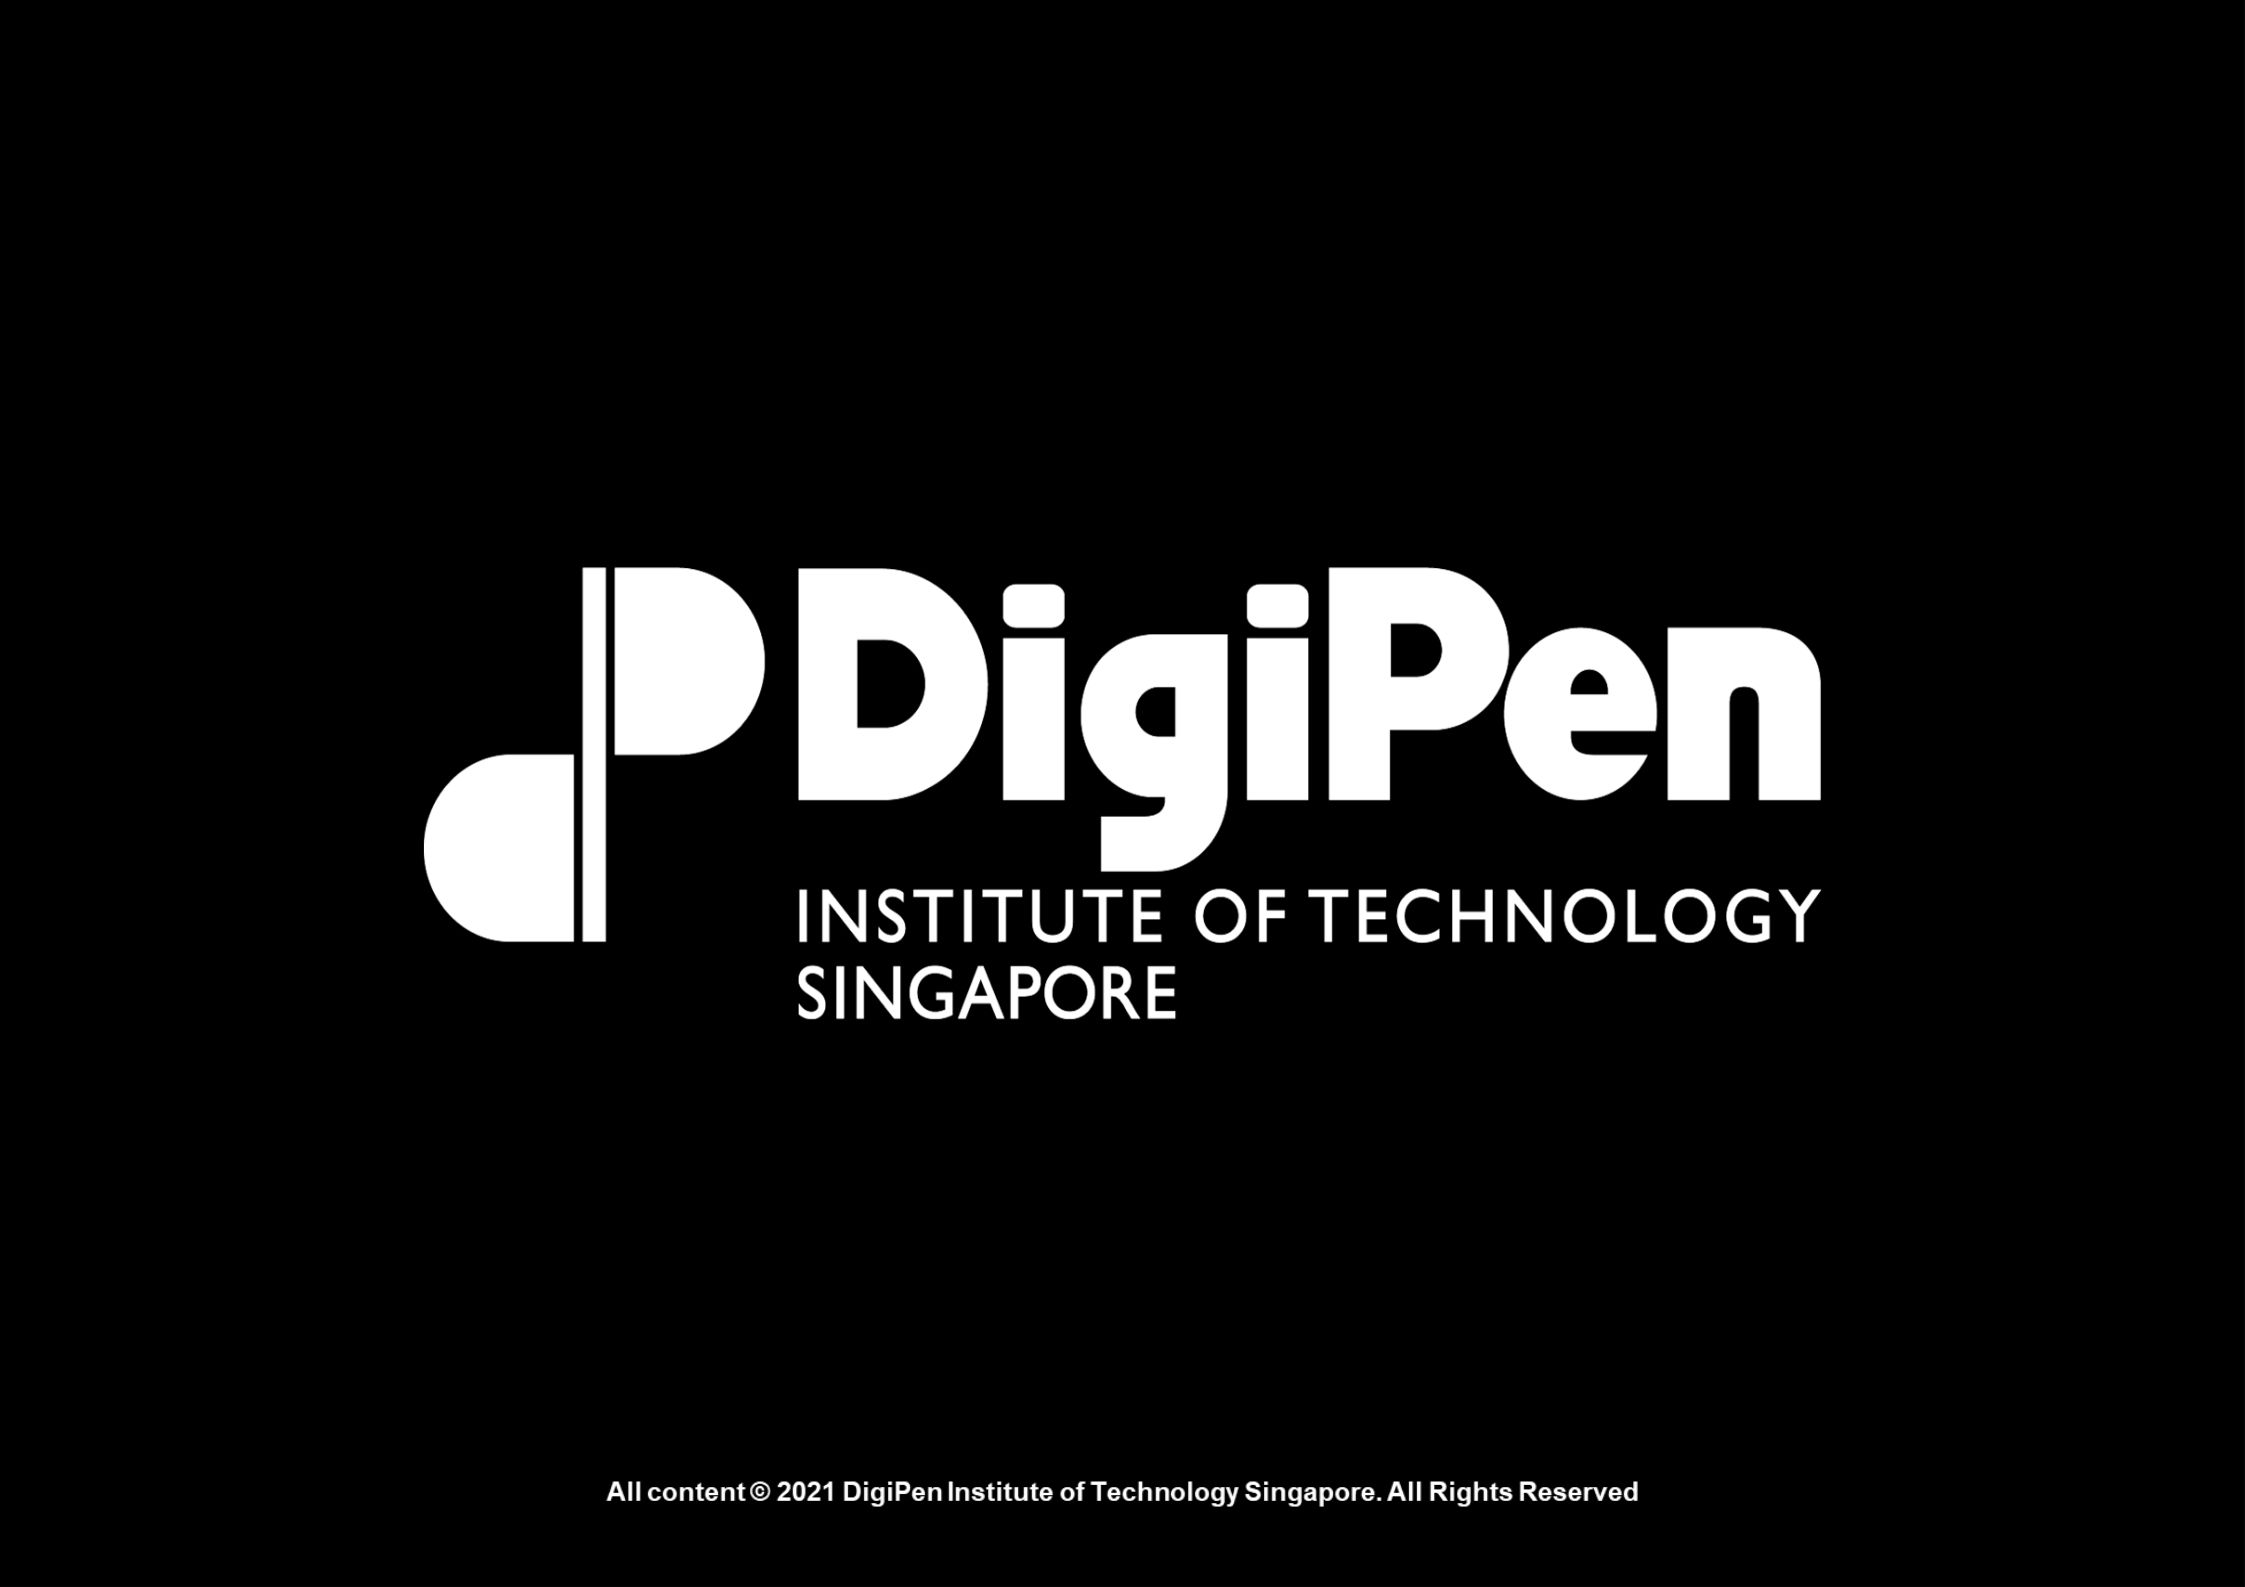 DigiPen
INSTITUTE OF TECHNOLOGY
SINGAPORE
All content © 2021 DigiPen Institute of Technology Singapore. All Rights Reserved